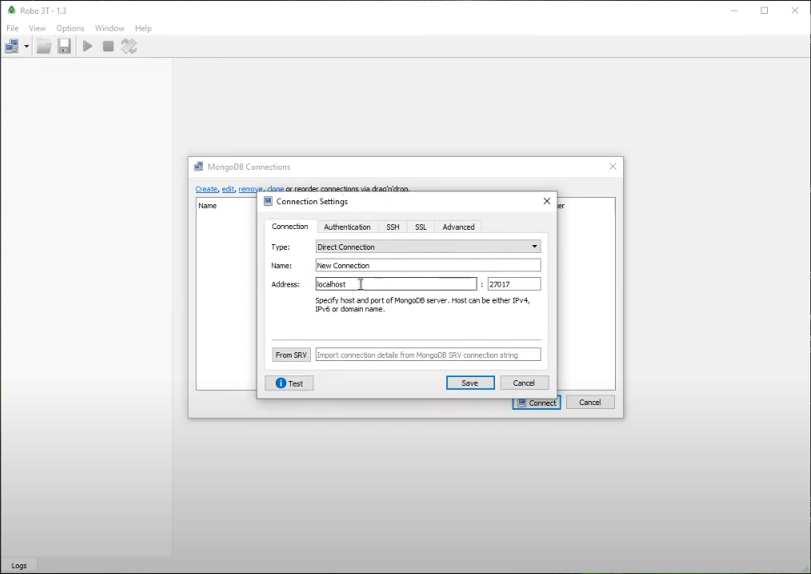 Robo 3T - 1.3
File View Options Window Help
MongoDB Connections
Create, edit, remove, clone or reorder connections via drag'n'drop.
Name
Connection Settings
Connection Authentication SSH SSL Advanced
Type: Direct Connection
Name: New Connection
Address: localhost : 27017
Specify host and port of MongoDB server. Host can be either IPv4,
IPv6 or domain name.
From SRV Import connection details from MongoDB SRV connection string
Test Save Cancel
Connect Cancel
Logs